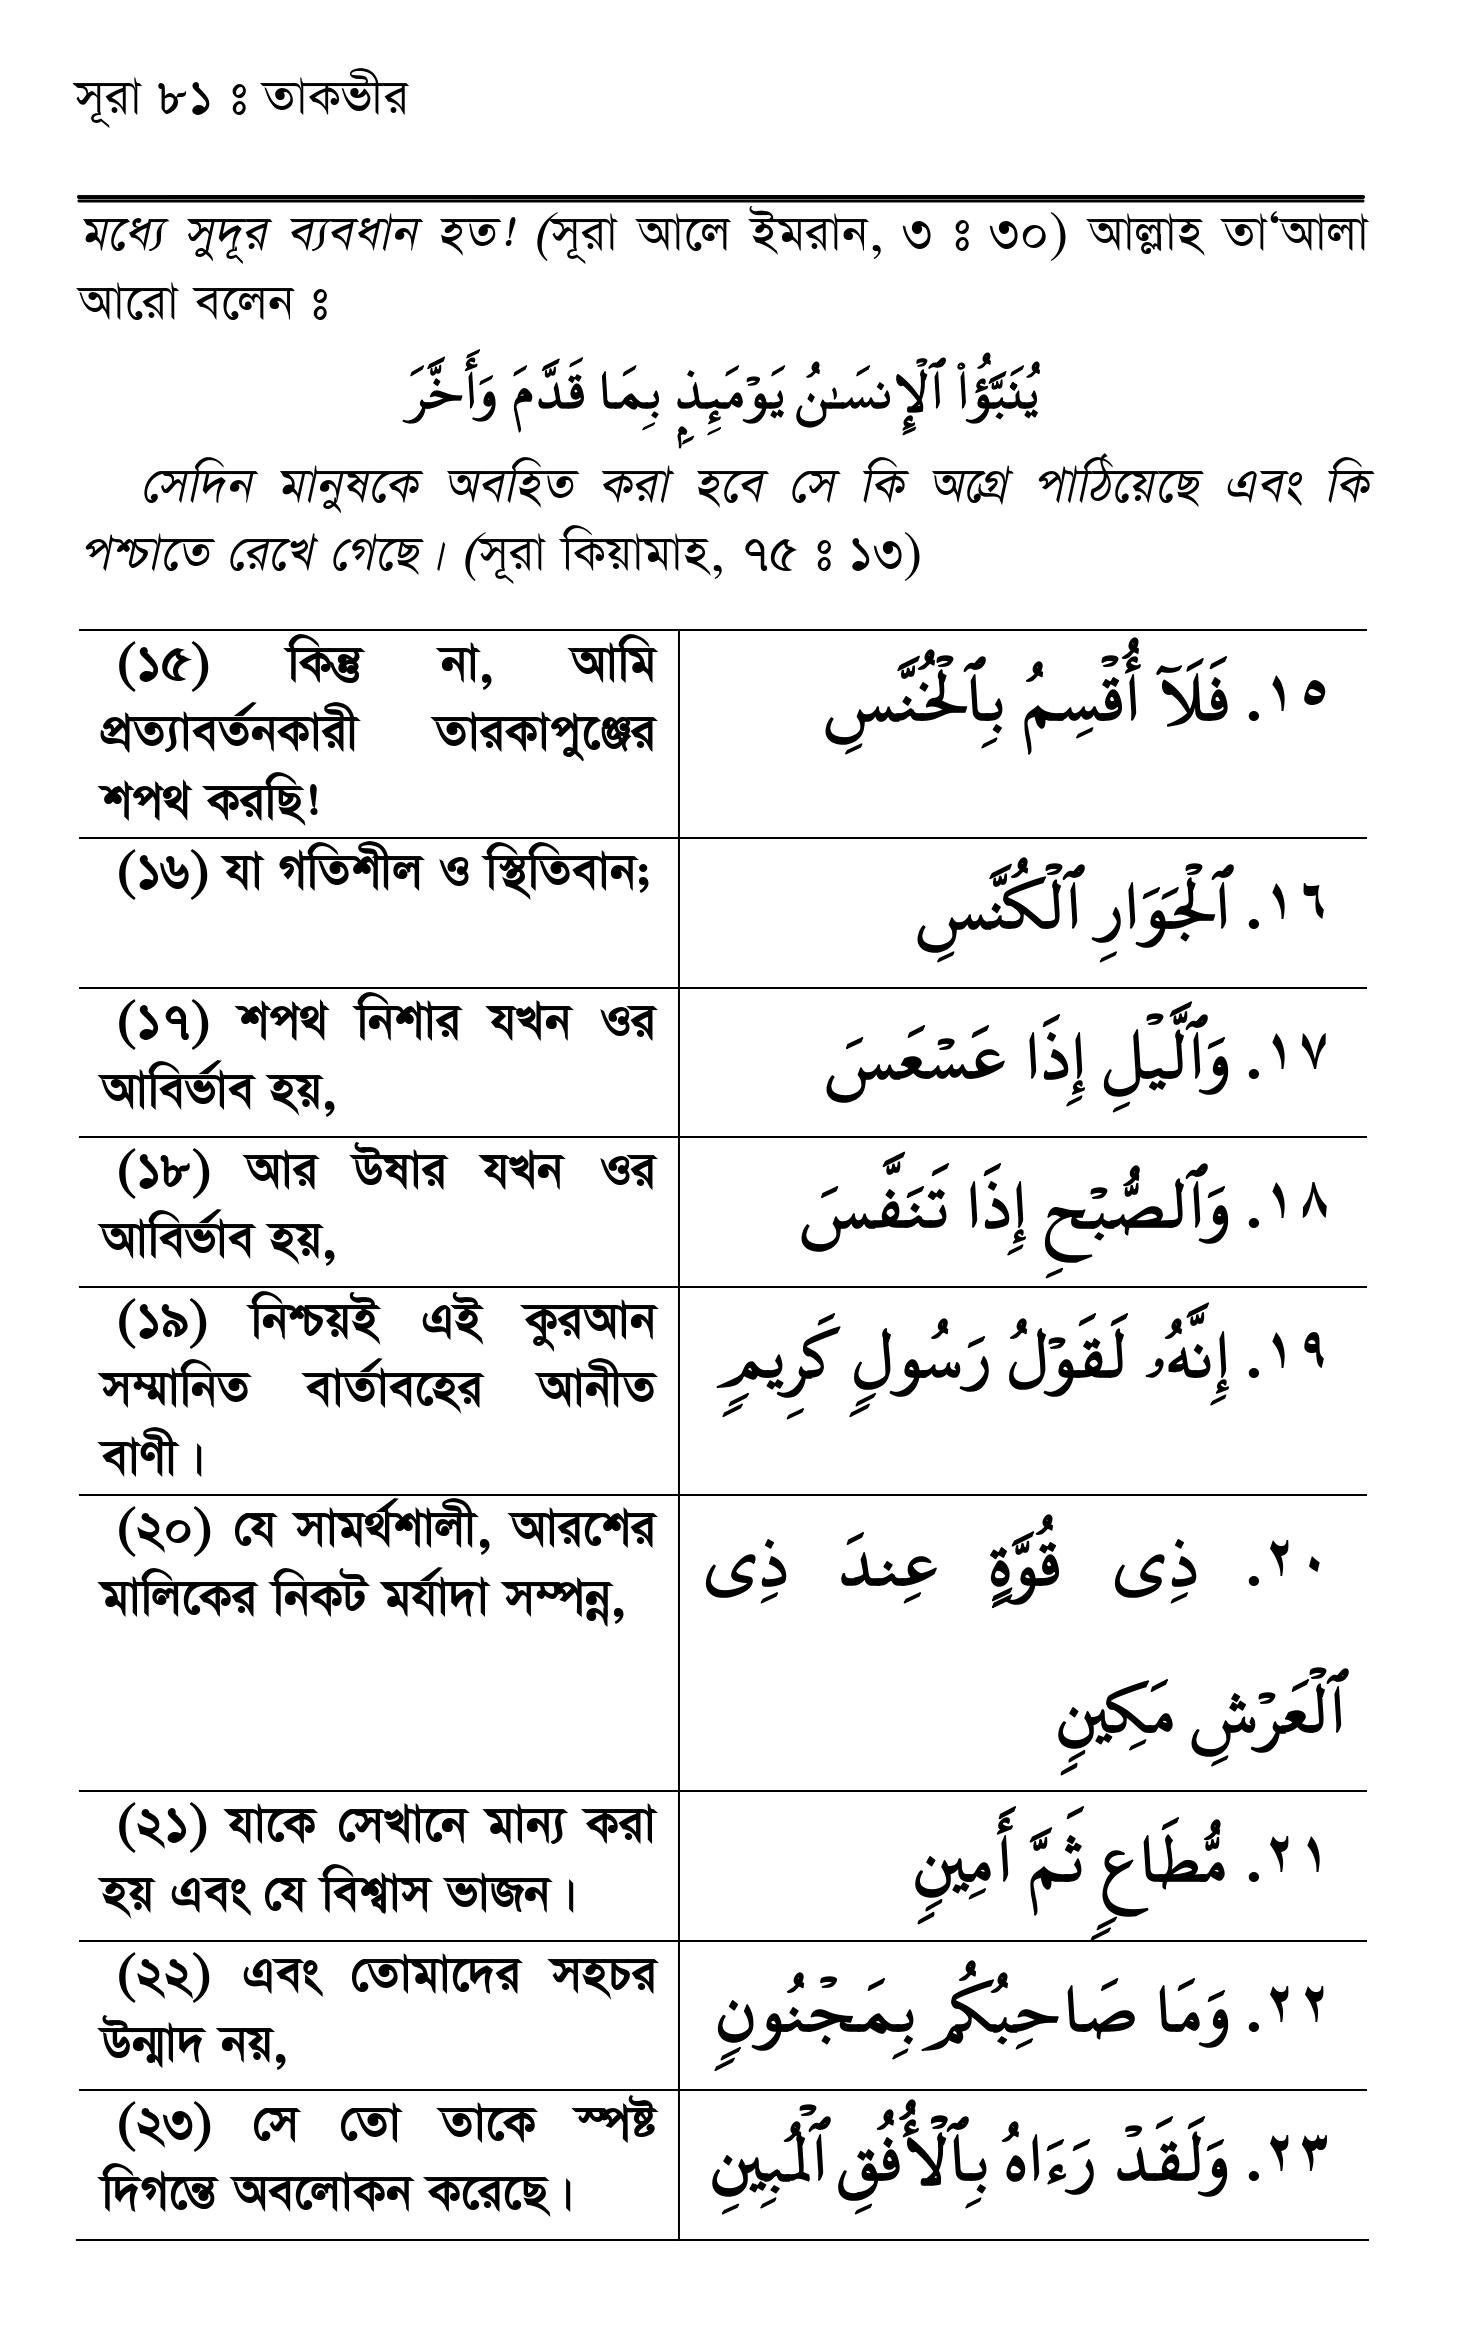 সূরা ৮১ ঃ তাকভীর
মধ্যে সুদূর ব্যবধান হত! (সূরা আলে ইমরান, ৩ ঃ ৩০) আল্লাহ তা‘আলা
আরো বলেন ঃ
يُنَبَّؤُا۟ ٱلْإِنسَـٰنُ يَوْمَئِذٍۭ بِمَا قَدَّمَ وَأَخَّرَ
সেদিন মানুষকে অবহিত করা হবে সে কি অগ্রে পাঠিয়েছে এবং কি
পশ্চাতে রেখে গেছে। (সূরা কিয়ামাহ, ৭৫ ঃ ১৩)
(১৫) কিন্তু না, আমি
প্রত্যাবর্তনকারী তারকাপুঞ্জের
শপথ করছি!
١٥. فَلَآ أُقْسِمُ بِٱلْخُنَّسِ
(১৬) যা গতিশীল ও স্থিতিবান;
١٦. ٱلْجَوَارِ ٱلْكُنَّسِ
(১৭) শপথ নিশার যখন ওর
আবির্ভাব হয়,
١٧. وَٱلَّيْلِ إِذَا عَسْعَسَ
(১৮) আর উষার যখন ওর
আবির্ভাব হয়,
١٨. وَٱلصُّبْحِ إِذَا تَنَفَّسَ
(১৯) নিশ্চয়ই এই কুরআন
সম্মানিত বার্তাবহের আনীত
বাণী।
١٩. إِنَّهُۥ لَقَوْلُ رَسُولٍ كَرِيمٍ
(২০) যে সামর্থশালী, আরশের
মালিকের নিকট মর্যাদা সম্পন্ন,
٢٠. ذِى قُوَّةٍ عِندَ ذِى
ٱلْعَرْشِ مَكِينٍ
(২১) যাকে সেখানে মান্য করা
হয় এবং যে বিশ্বাস ভাজন।
٢١. مُّطَاعٍ ثَمَّ أَمِينٍ
(২২) এবং তোমাদের সহচর
উন্মাদ নয়,
٢٢. وَمَا صَاحِبُكُم بِمَجْنُونٍ
(২৩) সে তো তাকে স্পষ্ট
দিগন্তে অবলোকন করেছে।
٢٣. وَلَقَدْ رَءَاهُ بِٱلْأُفُقِ ٱلْمُبِينِ